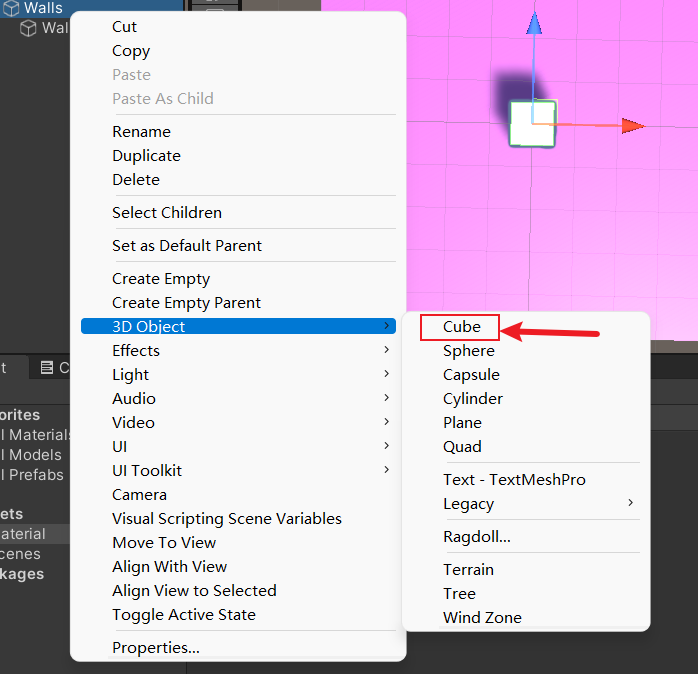 Walls
Wal
Cut
Copy
Paste
Paste As Child
Rename
Duplicate
Delete
Select Children
Set as Default Parent
Create Empty
Create Empty Parent
3D Object
Effects
Light
Audio
Video
UI
UI Toolkit
Camera
Visual Scripting Scene Variables
Move To View
Align With View
Align View to Selected
Toggle Active State
Properties...
Cube
Sphere
Capsule
Cylinder
Plane
Quad
Text - TextMeshPro
Legacy
Ragdoll...
Terrain
Tree
Wind Zone
t
C
orites
l Materials
l Models
l Prefabs
ets
aterial
cenes
kages